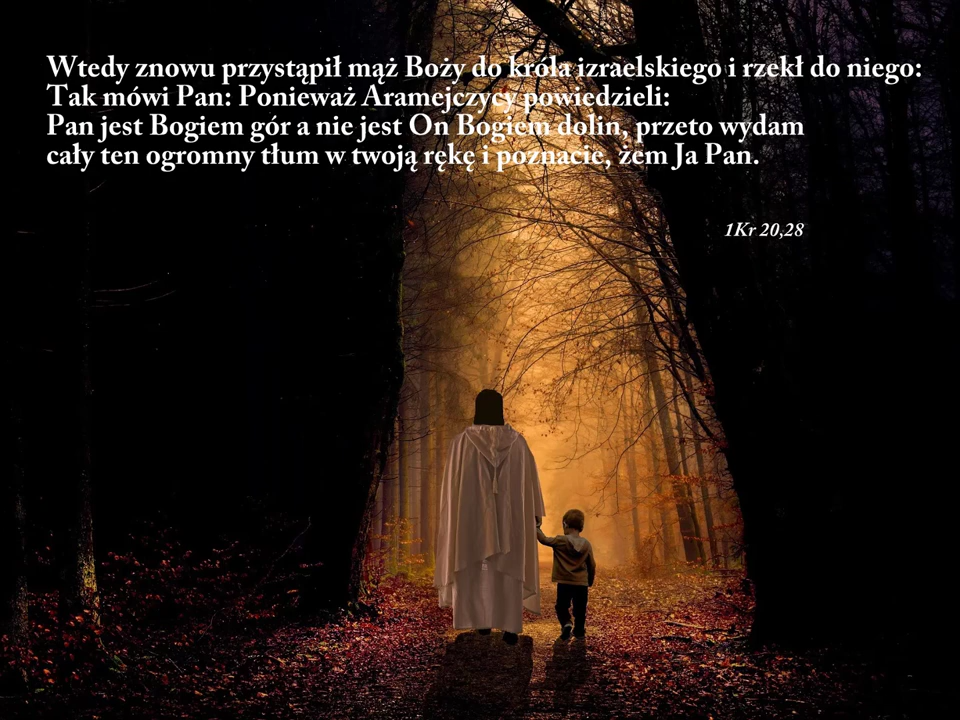 Wtedy znowu przystąpił mąż Boży do króla izraelskiego i rzekł do niego:
Tak mówi Pan: Ponieważ Aramejczycy powiedzieli:
Pan jest Bogiem gór a nie jest On Bogiem dolin, przeto wydam
cały ten ogromny tłum w twoją rękę i poznacie, żem Ja Pan.
1Kr 20,28